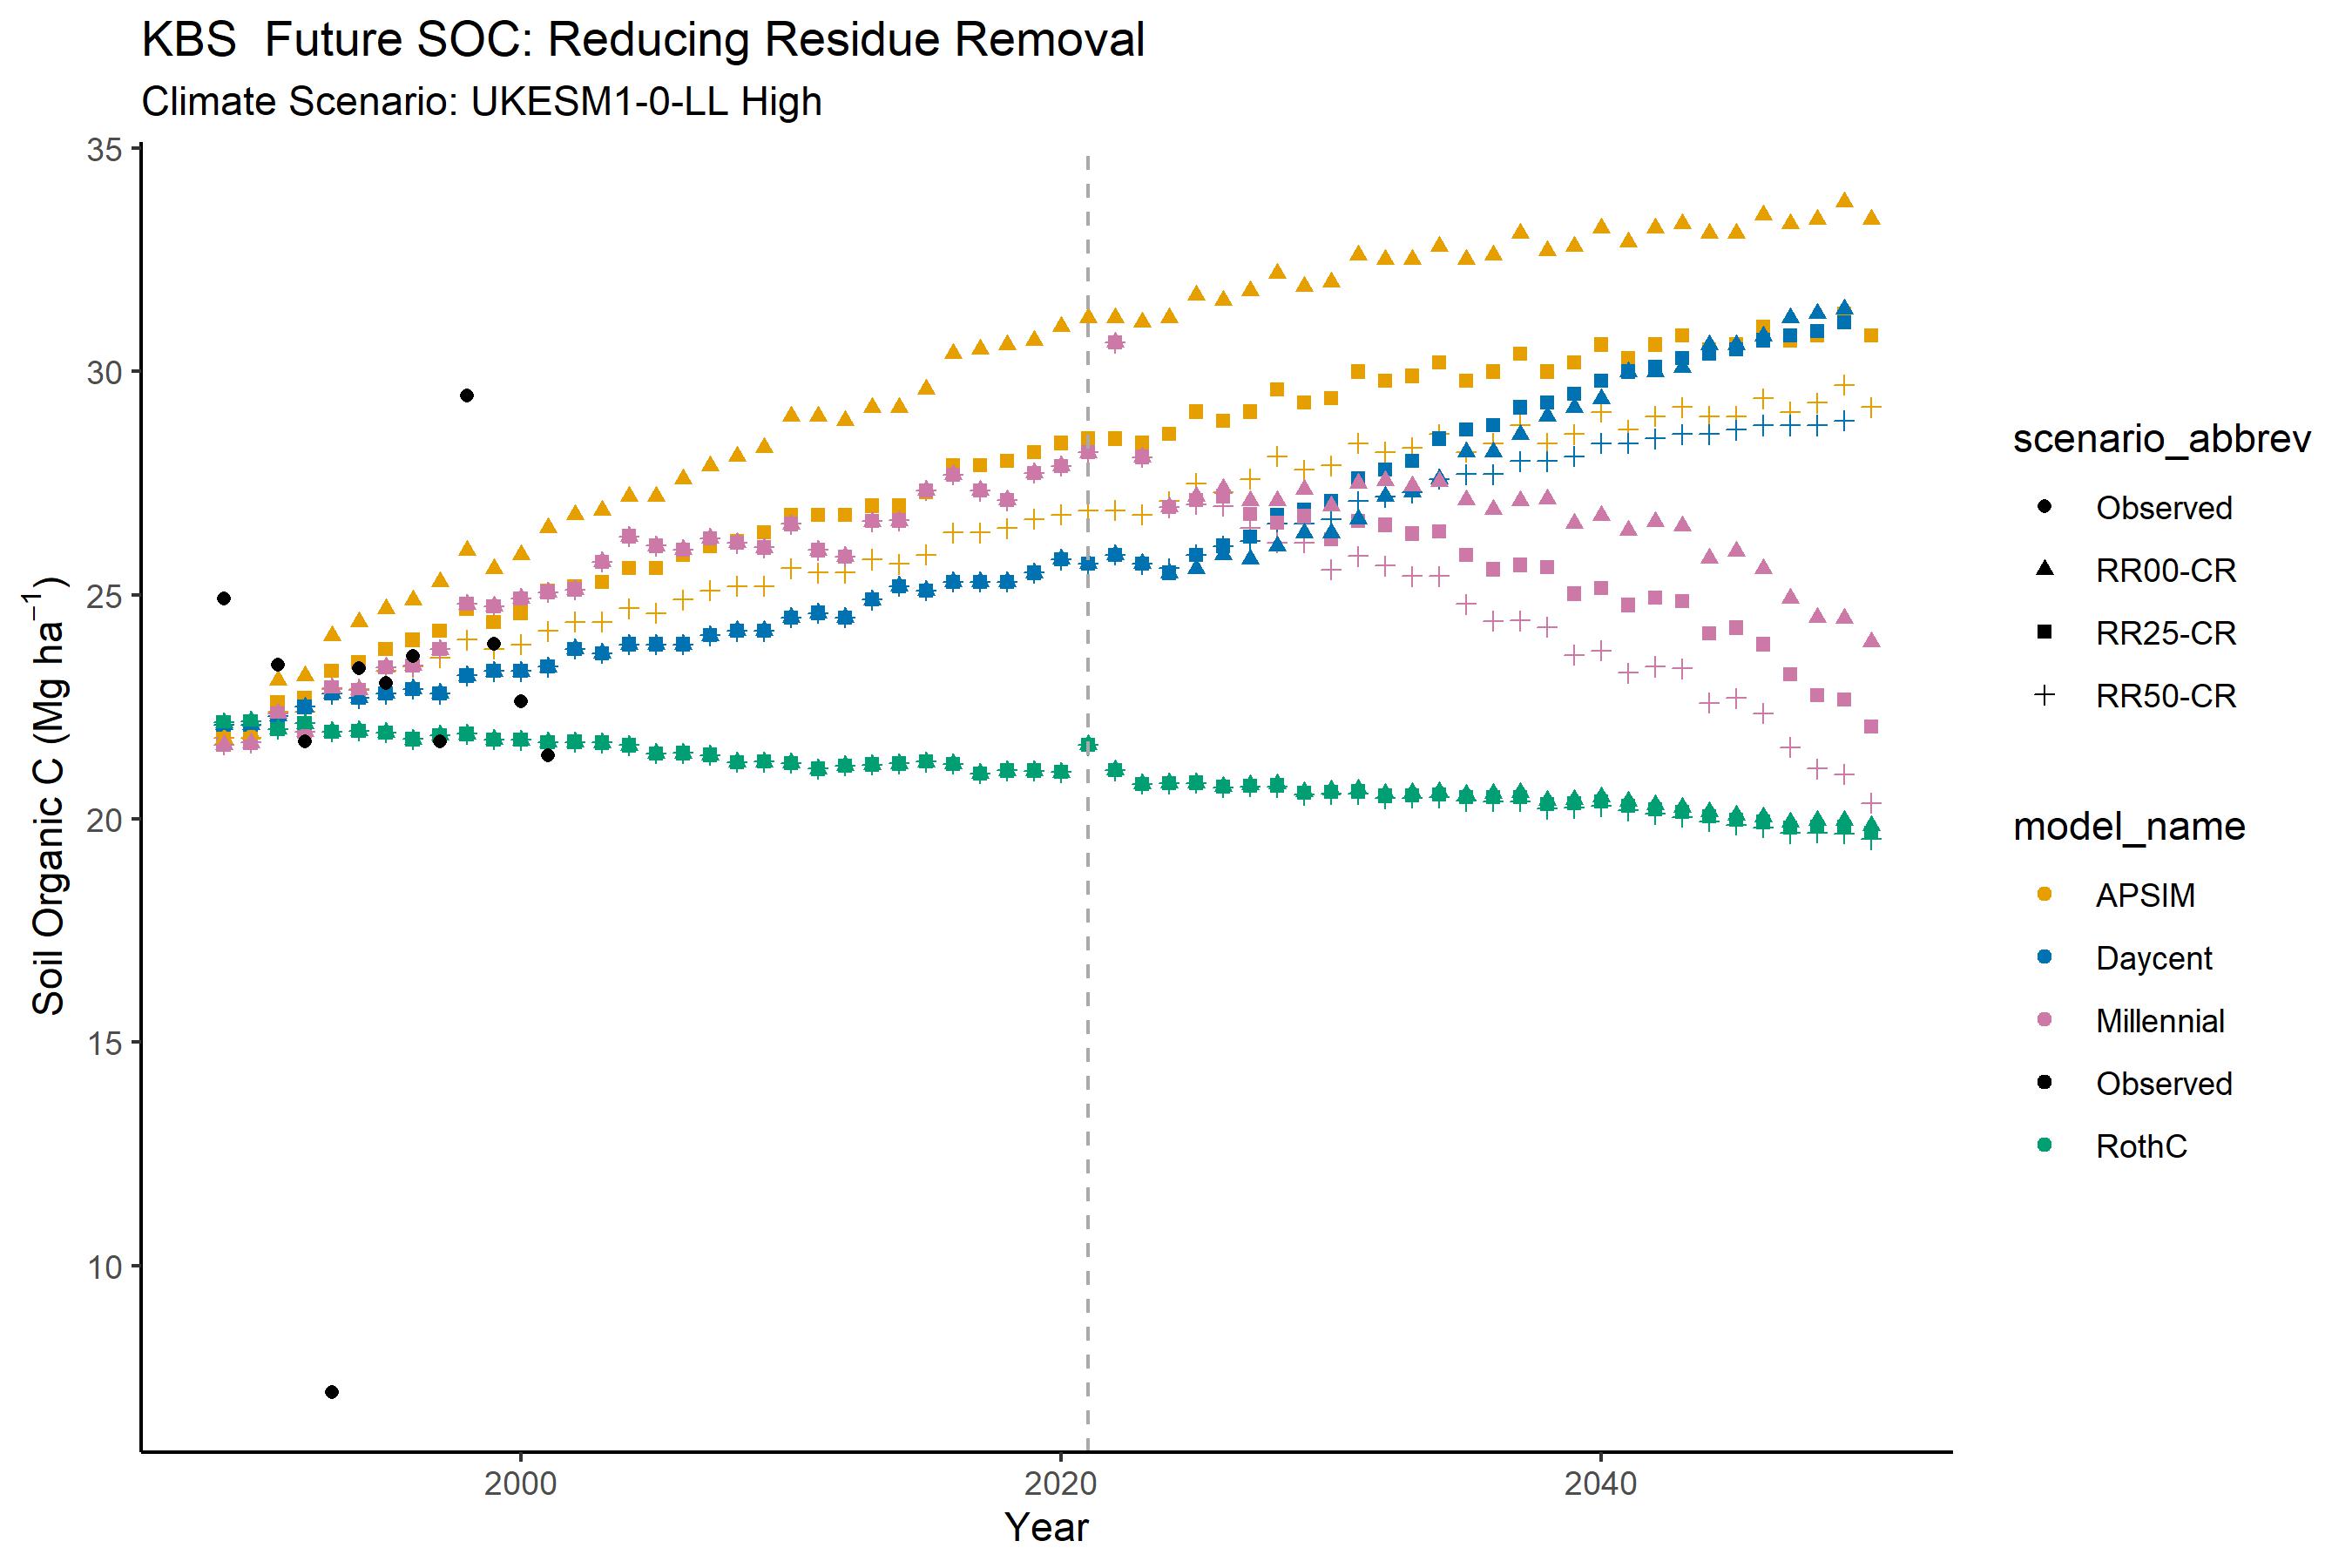 KBS  Future SOC: Reducing Residue Removal
Climate Scenario: UKESM1-0-LL High
35
30
25
20
15
10
Soil Organic C (Mg ha⁻¹)
2000
2020
2040
Year
scenario_abbrev
Observed
RR00-CR
RR25-CR
RR50-CR
model_name
APSIM
Daycent
Millennial
Observed
RothC